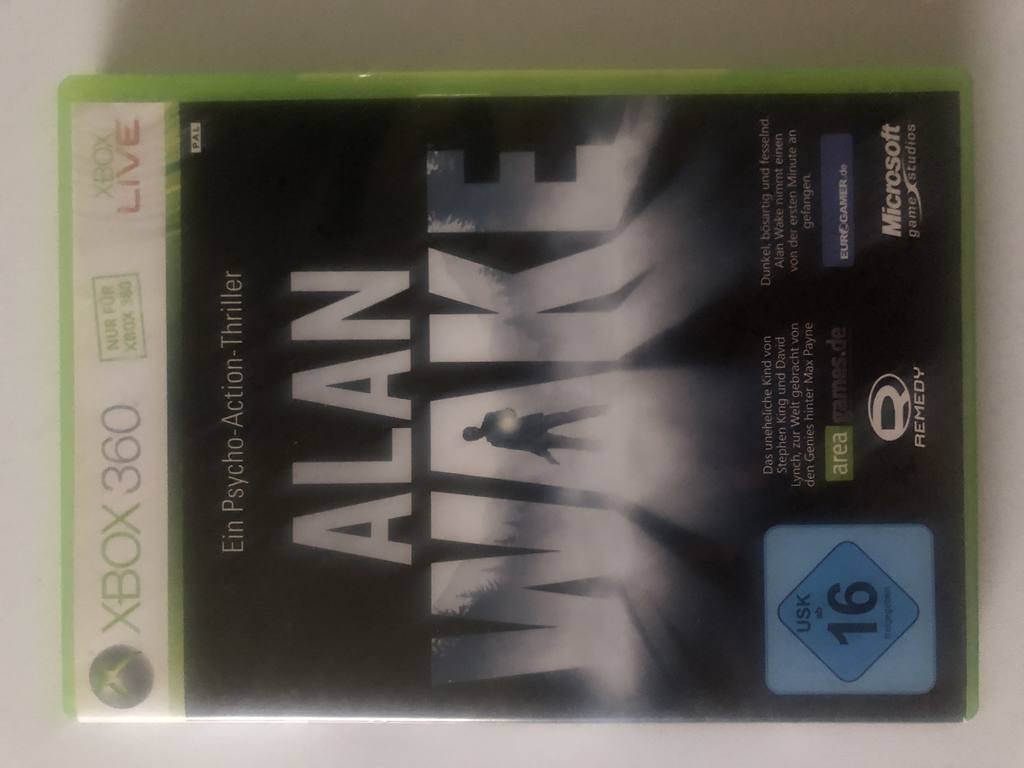 XBOX 360
NUR FÜR
XBOX 360
XBOX
LIVE
PAL
Ein Psycho-Action-Thriller
ALAN
WAKE
Das uneheliche Kind von
Stephen King und David
Lynch, zur Welt gebracht von
den Genies hinter Max Payne
area games.de
Dunkel, bösartig und fesselnd.
Alan Wake nimmt einen
von der ersten Minute an
gefangen.
EUROGAMER.de
USK
ab
16
freigegeben
REMEDY
Microsoft
game studios